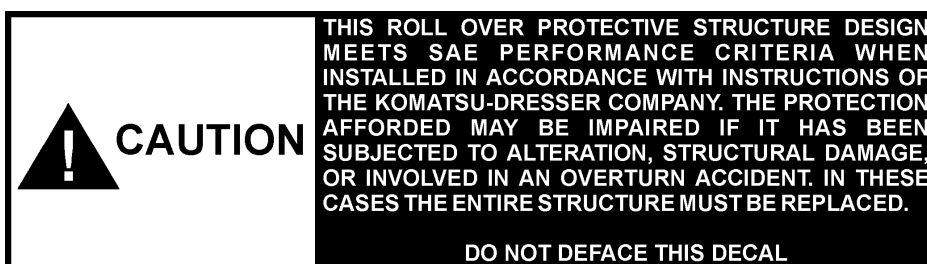 CAUTION
THIS ROLL OVER PROTECTIVE STRUCTURE DESIGN
MEETS SAE PERFORMANCE CRITERIA WHEN
INSTALLED IN ACCORDANCE WITH INSTRUCTIONS OF
THE KOMATSU-DRESSER COMPANY. THE PROTECTION
AFFORDED MAY BE IMPAIRED IF IT HAS BEEN
SUBJECTED TO ALTERATION, STRUCTURAL DAMAGE,
OR INVOLVED IN AN OVERTURN ACCIDENT. IN THESE
CASES THE ENTIRE STRUCTURE MUST BE REPLACED.
DO NOT DEFACE THIS DECAL